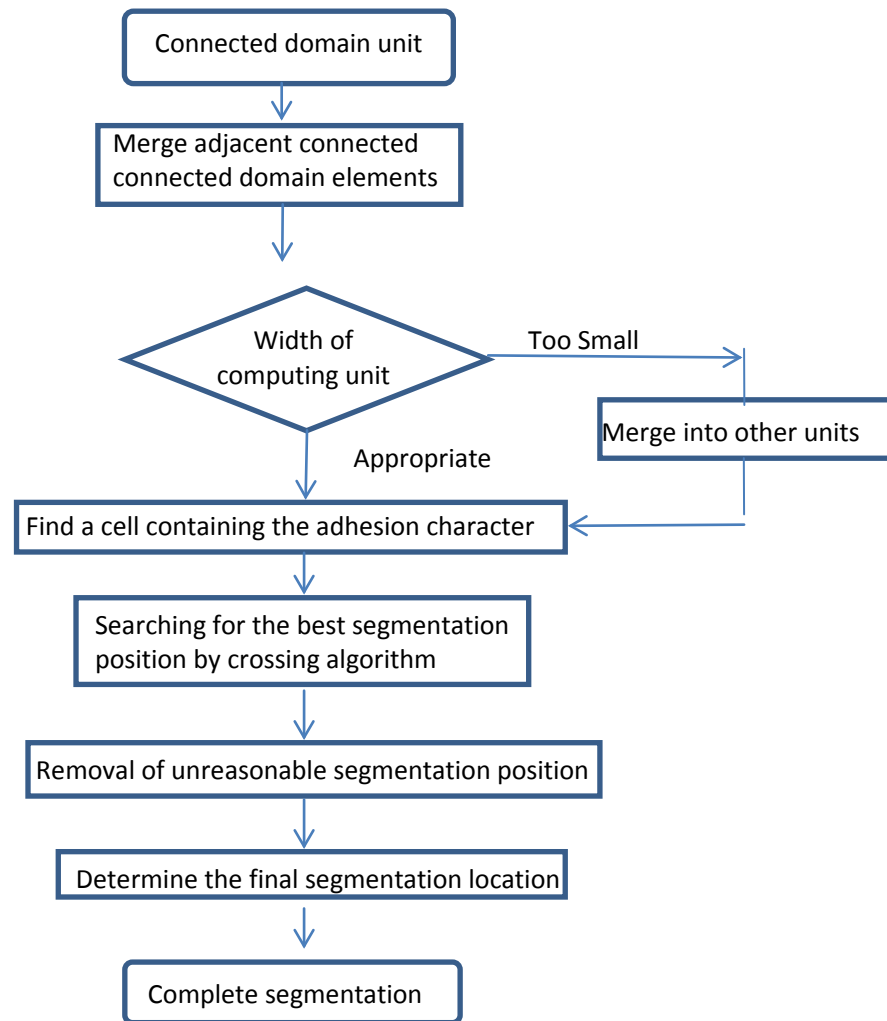 Connected domain unit
Merge adjacent connected
connected domain elements
Width of
computing unit
Too Small
Merge into other units
Appropriate
Find a cell containing the adhesion character
Searching for the best segmentation
position by crossing algorithm
Removal of unreasonable segmentation position
Determine the final segmentation location
Complete segmentation